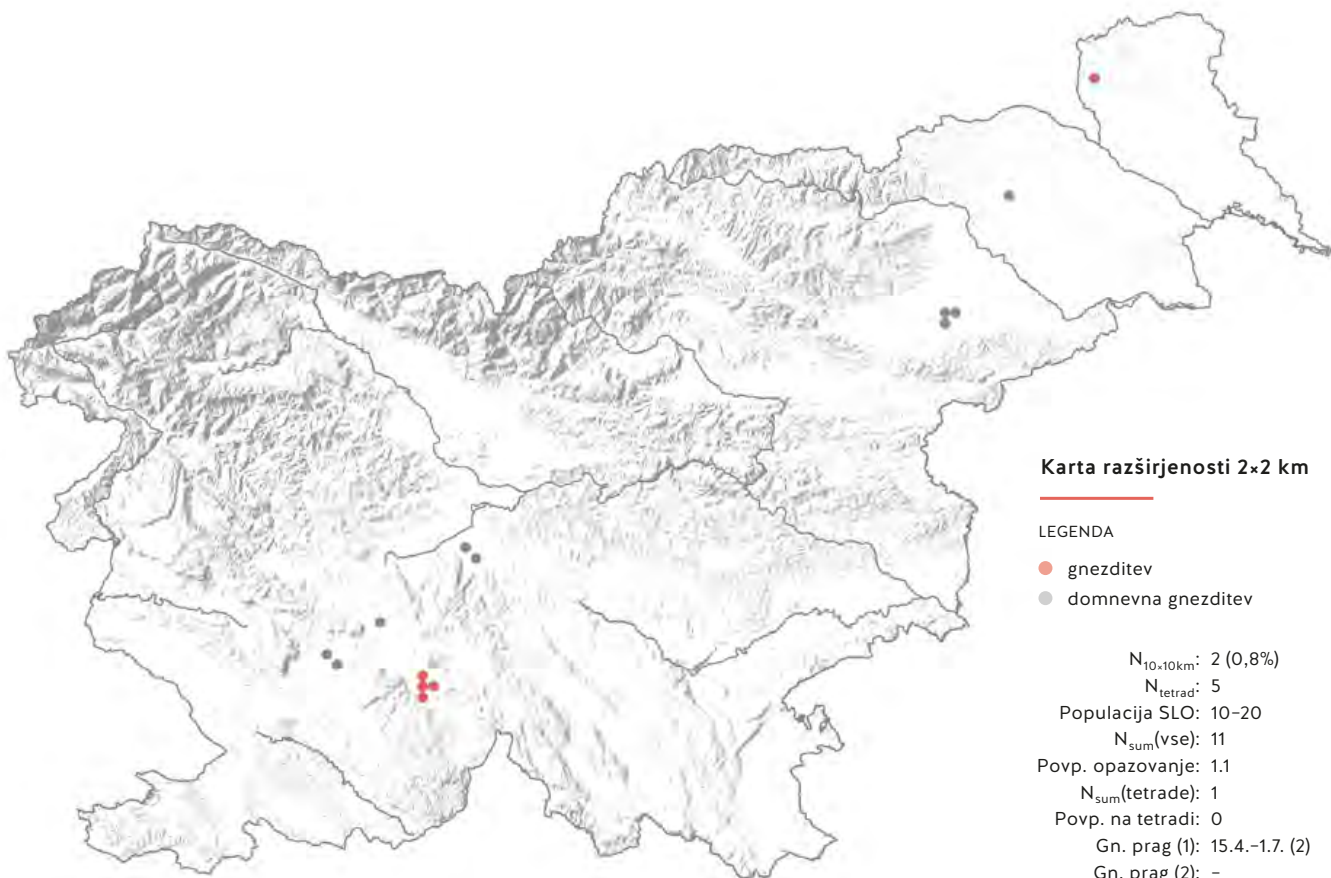 Karta razširjenosti 2×2 km
LEGENDA
gnezditev
domnevna gnezditev
N10×10km: 2 (0,8%)
Ntetrad: 5
Populacija SLO: 10–20
Nsum(vse): 11
Povp. opazovanje: 1.1
Nsum(tetrade): 1
Povp. na tetradi: 0
Gn. prag (1): 15.4.–1.7. (2)
Gn. prag (2): –